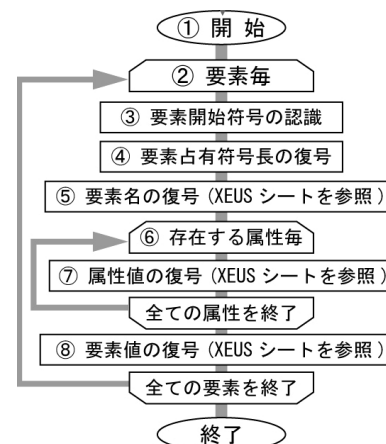 ① 開 始
② 要素毎
③ 要素開始符号の認識
④ 要素占有符号長の復号
⑤ 要素名の復号 (XEUS シートを参照 )
⑥ 存在する属性毎
⑦ 属性値の復号 (XEUS シートを参照 )
全ての属性を終了
⑧ 要素値の復号 (XEUS シートを参照 )
全ての要素を終了
終了